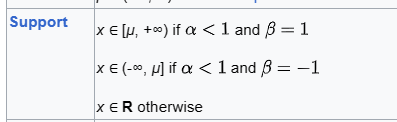 Support
x ∈ [μ, +∞) if α < 1 and β = 1
x ∈ (-∞, μ] if α < 1 and β = −1
x ∈ R otherwise